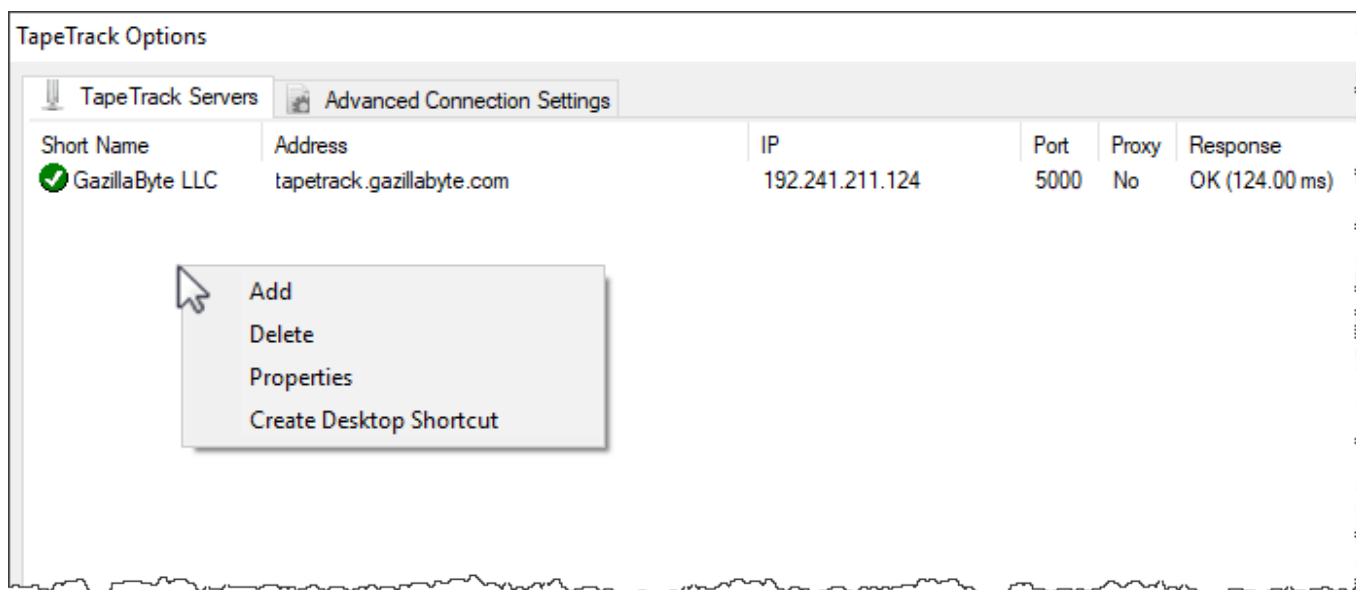 TapeTrack Options
TapeTrack Servers Advanced Connection Settings
Short Name Address IP Port Proxy Response
GazillaByte LLC tapetrack.gazillabyte.com 192.241.211.124 5000 No OK (124.00 ms)
Add
Delete
Properties
Create Desktop Shortcut